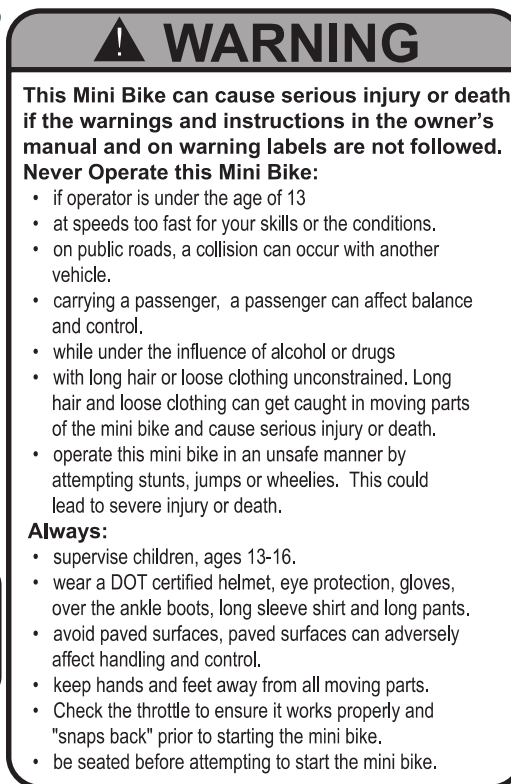 WARNING
This Mini Bike can cause serious injury or death
if the warnings and instructions in the owner's
manual and on warning labels are not followed.
Never Operate this Mini Bike:
• if operator is under the age of 13
• at speeds too fast for your skills or the conditions.
• on public roads, a collision can occur with another
vehicle.
• carrying a passenger, a passenger can affect balance
and control.
• while under the influence of alcohol or drugs
• with long hair or loose clothing unconstrained. Long
hair and loose clothing can get caught in moving parts
of the mini bike and cause serious injury or death.
• operate this mini bike in an unsafe manner by
attempting stunts, jumps or wheelies. This could
lead to severe injury or death.
Always:
• supervise children, ages 13-16.
• wear a DOT certified helmet, eye protection, gloves,
over the ankle boots, long sleeve shirt and long pants.
• avoid paved surfaces, paved surfaces can adversely
affect handling and control.
• keep hands and feet away from all moving parts.
• Check the throttle to ensure it works properly and
"snaps back" prior to starting the mini bike.
• be seated before attempting to start the mini bike.